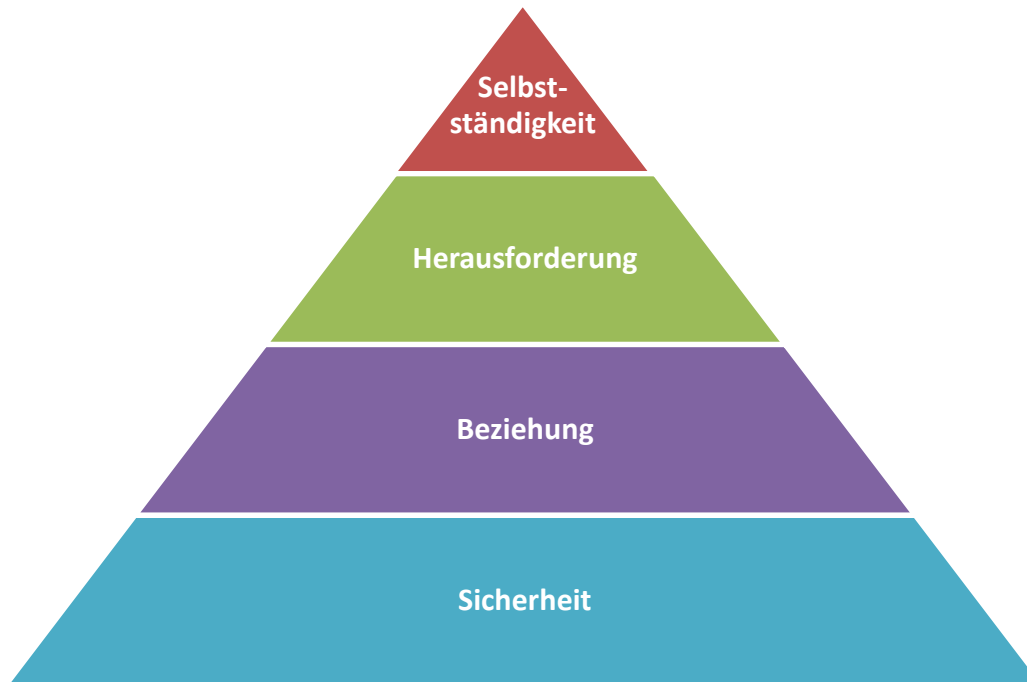 Selbst-
ständigkeit
Herausforderung
Beziehung
Sicherheit